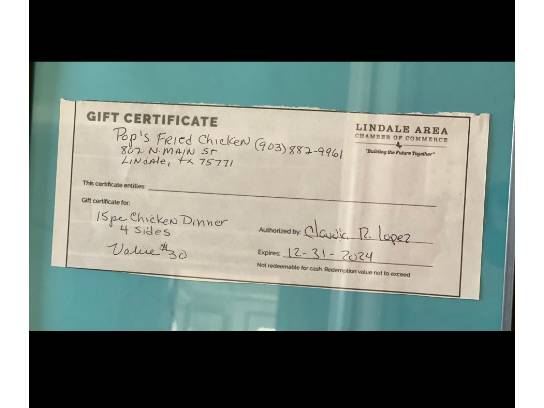 GIFT CERTIFICATE
Pop's Fried Chicken (903) 882-9961
802 N. MAIN ST
Lindale, Tx 75771
LINDALE AREA
CHAMBER OF COMMERCE
"Building the Future Together"
This certificate entitles:
Gift certificate for:
15pc Chicken Dinner
4 sides
Value $30
Authorized by: R. Lopez
Expires: 12-31-2024
Not redeemable for cash. Redemption value not to exceed